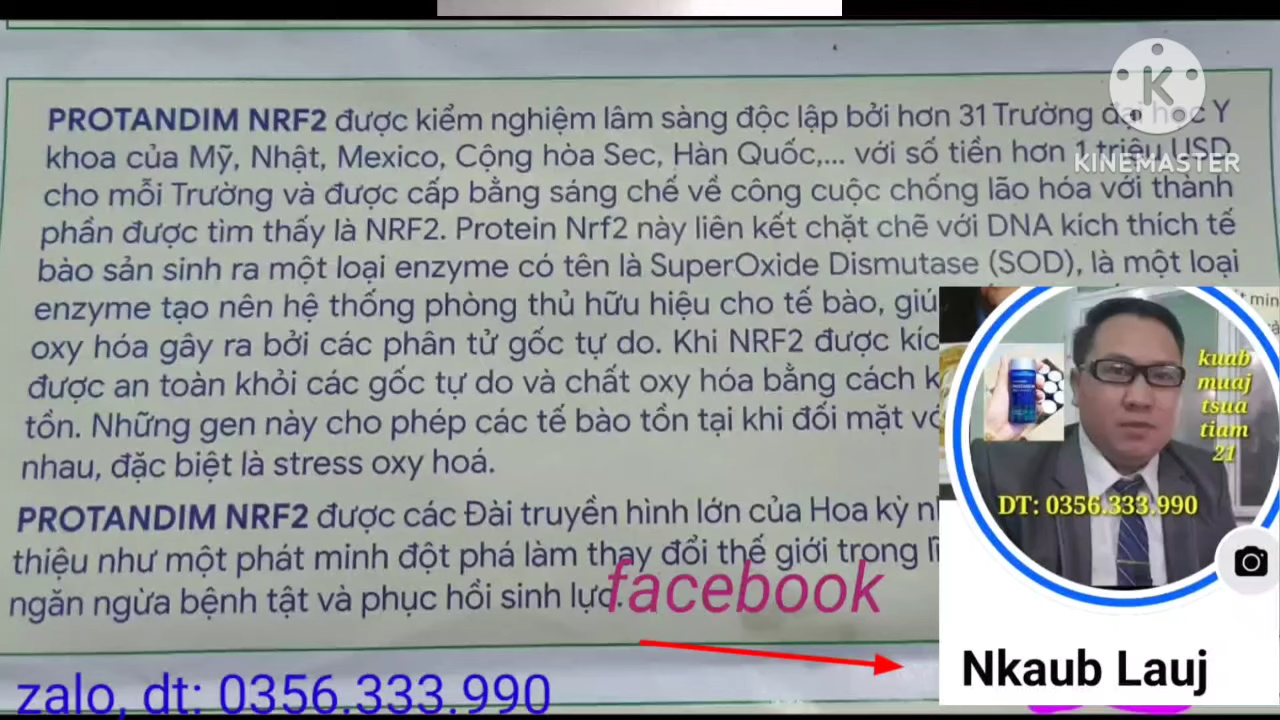 PROTANDIM NRF2 được kiểm nghiệm lâm sàng độc lập bởi hơn 31 Trường đại học Y
khoa của Mỹ, Nhật, Mexico, Cộng hòa Sec, Hàn Quốc,... với số tiền hơn 1 triệu USD
cho mỗi Trường và được cấp bằng sáng chế về công cuộc chống lão hóa với thành
phần được tìm thấy là NRF2. Protein Nrf2 này liên kết chặt chẽ với DNA kích thích tế
bào sản sinh ra một loại enzyme có tên là SuperOxide Dismutase (SOD), là một loại
enzyme tạo nên hệ thống phòng thủ hữu hiệu cho tế bào,
oxy hóa gây ra bởi các phân tử gốc tự do. Khi NRF2 được
được an toàn khỏi các gốc tự do và chất oxy hóa bằng cách
tồn. Những gen này cho phép các tế bào tồn tại khi đối mặt
nhau, đặc biệt là stress oxy hoá.
PROTANDIM NRF2 được các Đài truyền hình lớn của Hoa kỳ
thiệu như một phát minh đột phá làm thay đổi thế giới trong
ngăn ngừa bệnh tật và phục hồi sinh lực.
KINEMASTER
kuab
muaj
tsua
tiam
21
DT: 0356.333.990
facebook
Nkaub Lauj
zalo, dt: 0356.333.990